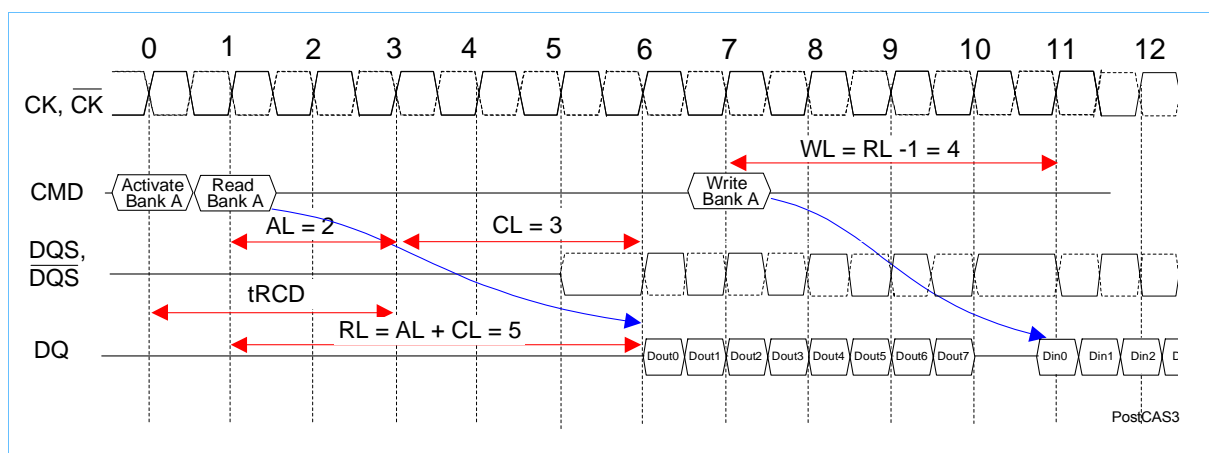 0 1 2 3 4 5 6 7 8 9 10 11 12
CK, CK
WL = RL -1 = 4
CMD
Activate
Bank A
Read
Bank A
Write
Bank A
AL = 2
CL = 3
DQS,
DQS
tRCD
RL = AL + CL = 5
DQ
Dout0 Dout1 Dout2 Dout3 Dout4 Dout5 Dout6 Dout7 Din0 Din1 Din2 D
PostCAS3